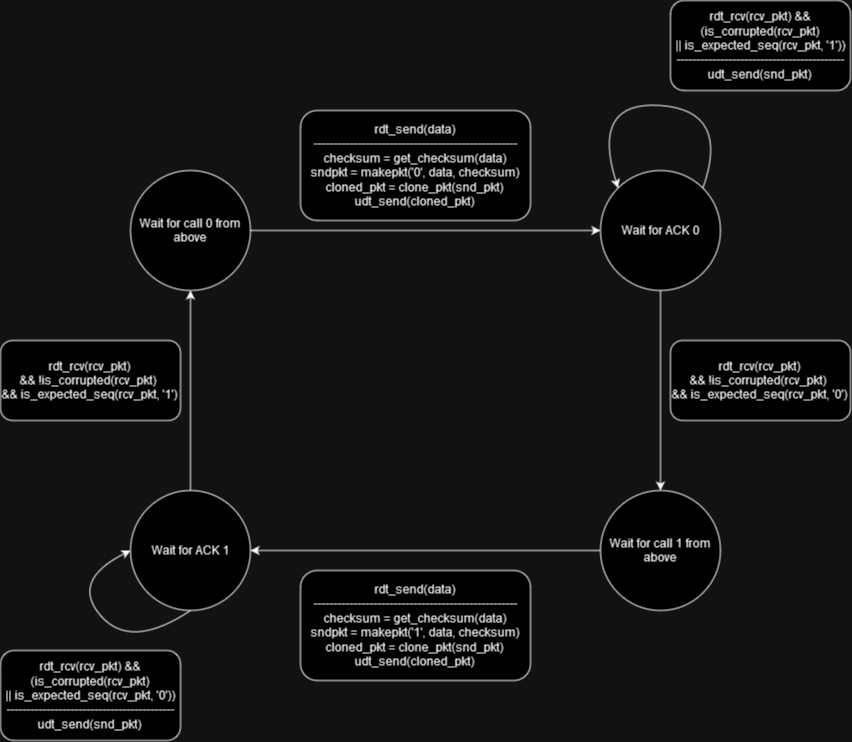 rdt_rcv(rcv_pkt) &&
(is_corrupted(rcv_pkt)
|| is_expected_seq(rcv_pkt, '1'))
------------------------------------------------
udt_send(snd_pkt)
rdt_send(data)
----------------------------------------------------------
checksum = get_checksum(data)
sndpkt = makepkt('0', data, checksum)
cloned_pkt = clone_pkt(snd_pkt)
udt_send(cloned_pkt)
Wait for call 0 from
above
Wait for ACK 0
rdt_rcv(rcv_pkt)
&& !is_corrupted(rcv_pkt)
&& is_expected_seq(rcv_pkt, '1')
rdt_rcv(rcv_pkt)
&& !is_corrupted(rcv_pkt)
&& is_expected_seq(rcv_pkt, '0')
Wait for ACK 1
Wait for call 1 from
above
rdt_send(data)
----------------------------------------------------------
checksum = get_checksum(data)
sndpkt = makepkt('1', data, checksum)
cloned_pkt = clone_pkt(snd_pkt)
udt_send(cloned_pkt)
rdt_rcv(rcv_pkt) &&
(is_corrupted(rcv_pkt)
|| is_expected_seq(rcv_pkt, '0'))
------------------------------------------------
udt_send(snd_pkt)